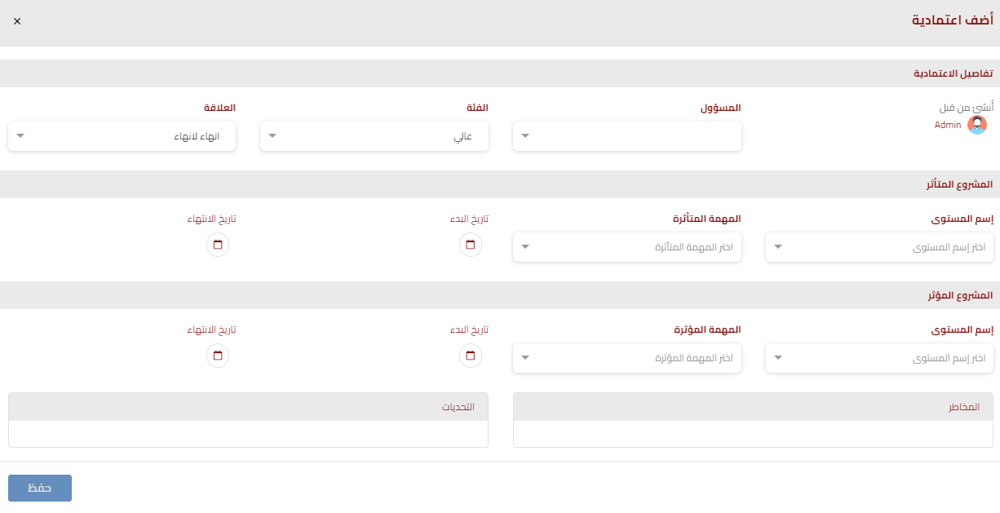 أضف اعتمادية
×
تفاصيل الاعتمادية
أنشئ من قبل
Admin
المسؤول
الفئة
عالي
العلاقة
انهاء لانهاء
المشروع المتأثر
إسم المستوى
اختر إسم المستوى
المهمة المتأثرة
اختر المهمة المتأثرة
تاريخ البدء
تاريخ الانتهاء
المشروع المؤثر
إسم المستوى
اختر إسم المستوى
المهمة المؤثرة
اختر المهمة المؤثرة
تاريخ البدء
تاريخ الانتهاء
المخاطر
التحديات
حفظ